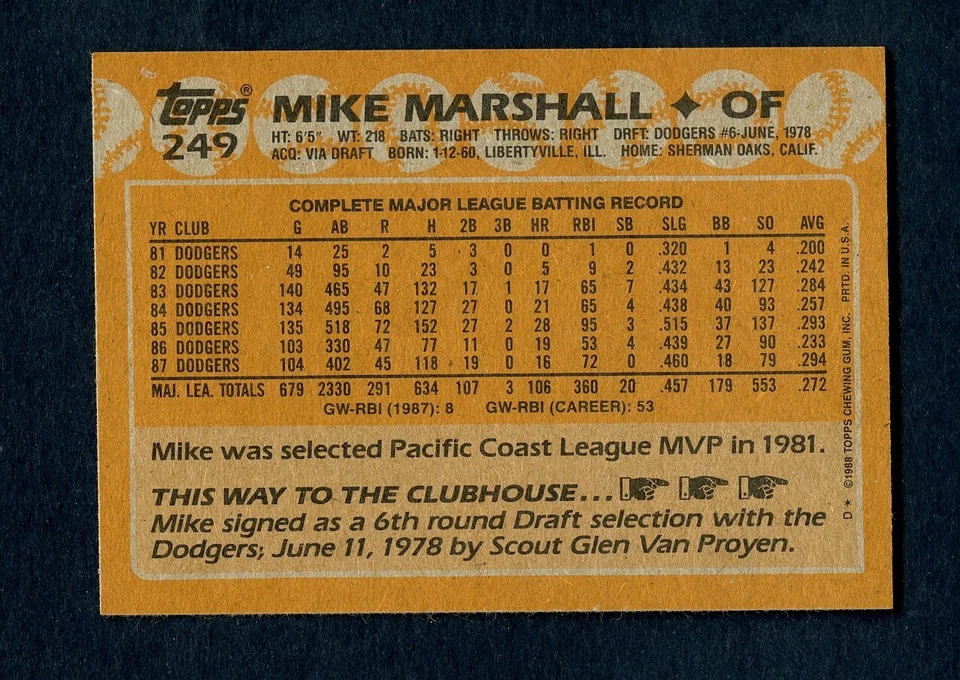 Topps®
249
MIKE MARSHALL ✦ OF
HT: 6'5" WT: 218 BATS: RIGHT THROWS: RIGHT DRFT: DODGERS #6-JUNE, 1978
ACQ: VIA DRAFT BORN: 1-12-60, LIBERTYVILLE, ILL. HOME: SHERMAN OAKS, CALIF.
COMPLETE MAJOR LEAGUE BATTING RECORD
YR CLUB G AB R H 2B 3B HR RBI SB SLG BB SO AVG
81 DODGERS 14 25 2 5 3 0 0 1 0 .320 1 4 .200
82 DODGERS 49 95 10 23 3 0 5 9 2 .432 13 23 .242
83 DODGERS 140 465 47 132 17 1 17 65 7 .434 43 127 .284
84 DODGERS 134 495 68 127 27 0 21 65 4 .438 40 93 .257
85 DODGERS 135 518 72 152 27 2 28 95 3 .515 37 137 .293
86 DODGERS 103 330 47 77 11 0 19 53 4 .439 27 90 .233
87 DODGERS 104 402 45 118 19 0 16 72 0 .460 18 79 .294
MAJ. LEA. TOTALS 679 2330 291 634 107 3 106 360 20 .457 179 553 .272
GW-RBI (1987): 8 GW-RBI (CAREER): 53
Mike was selected Pacific Coast League MVP in 1981.
THIS WAY TO THE CLUBHOUSE...
Mike signed as a 6th round Draft selection with the
Dodgers, June 11, 1978 by Scout Glen Van Proyen.
D* ©1988 TOPPS CHEWING GUM, INC. PRTD. IN U.S.A.